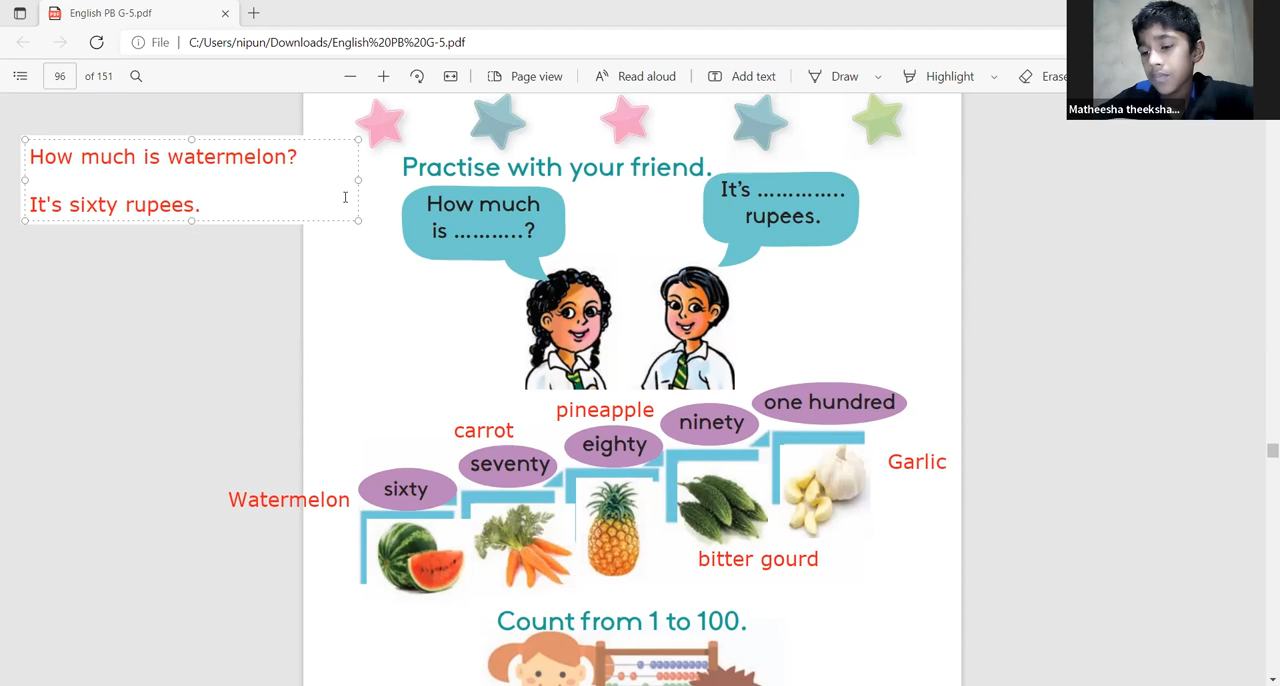 English PB G-5.pdf
File | C:/Users/nipun/Downloads/English%20PB%20G-5.pdf
96 of 151
Page view
Read aloud
Add text
Draw
Highlight
Erase
Matheesha theeksha...
How much is watermelon?
It's sixty rupees.
Practise with your friend.
How much
is ..........?
It's .............
rupees.
one hundred
pineapple
ninety
carrot
eighty
seventy
Garlic
Watermelon
sixty
bitter gourd
Count from 1 to 100.